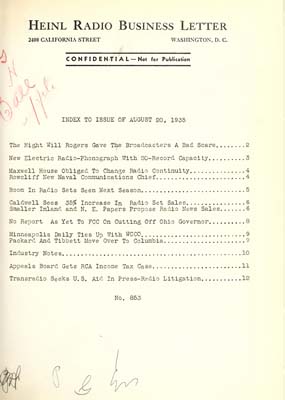 HEINL RADIO BUSINESS LETTER
2400 CALIFORNIA STREET WASHINGTON, D. C.
CONFIDENTIAL—Not for Publication
INDEX TO ISSUE OF AUGUST 20, 1935
The Night Will Rogers Gave The Broadcasters A Bad Scare.......2
New Electric Radio-Phonograph With 50-Record Capacity.........3
Maxwell House Obliged To Change Radio Continuity..............4
Rowcliff New Naval Communications Chief.......................4
Boom In Radio Sets Seen Next Season...........................5
Caldwell Sees 35% Increase In Radio Set Sales.................6
Smaller Inland and N. E. Papers Propose Radio News Sales......6
No Report As Yet To FCC On Cutting Off Ohio Governor..........8
Minneapolis Daily Ties Up With WCCO...........................9
Packard And Tibbett Move Over To Columbia.....................9
Industry Notes...............................................10
Appeals Board Gets RCA Income Tax Case.......................11
Transradio Seeks U.S. Aid In Press-Radio Litigation..........12
No. 853